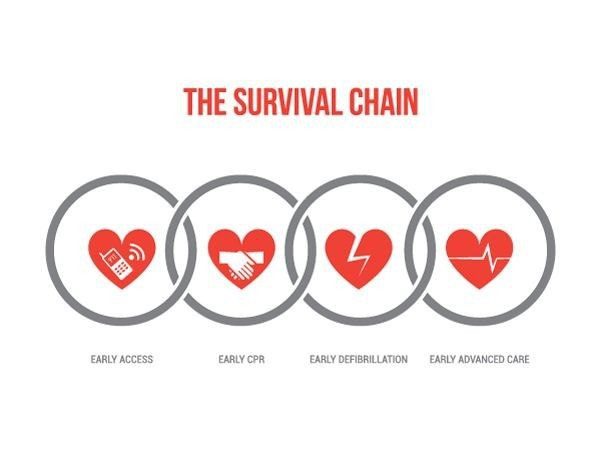 THE SURVIVAL CHAIN
EARLY ACCESS
EARLY CPR
EARLY DEFIBRILLATION
EARLY ADVANCED CARE